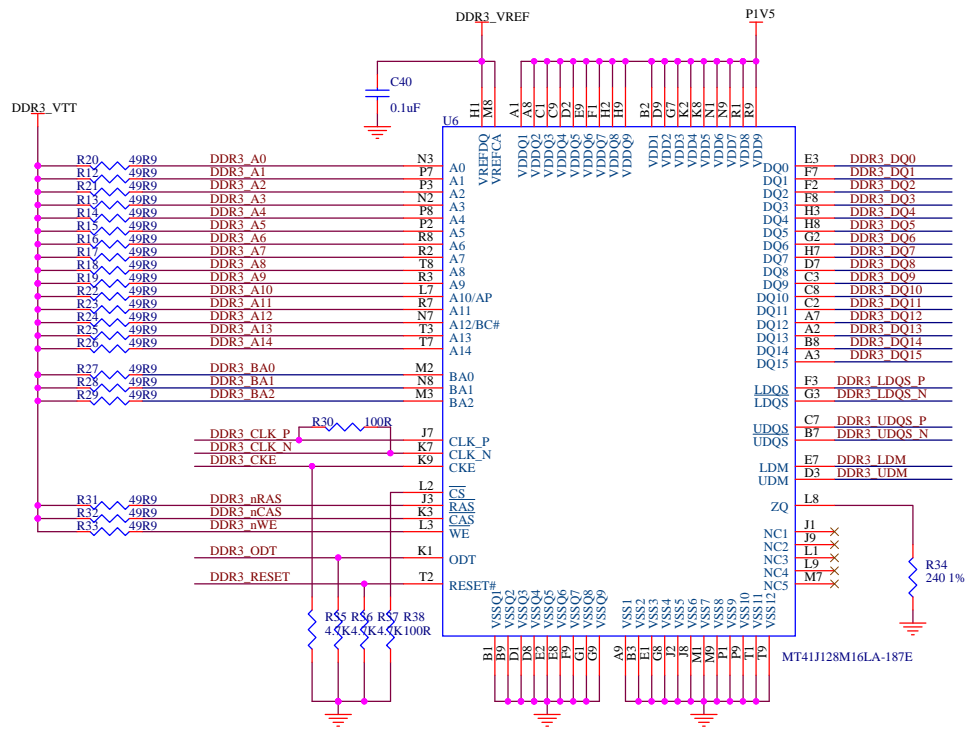 DDR3_VREF
P1V5
C40
0.1uF
DDR3_VTT
H1 M8 A1 A8 C1 C9 D2 E9 F1 H2 H9 B2 D9 G7 K2 K8 N1 N9 R1 R9
U6
VREFDQ VREFCA VDDQ1 VDDQ2 VDDQ3 VDDQ4 VDDQ5 VDDQ6 VDDQ7 VDDQ8 VDDQ9 VDD1 VDD2 VDD3 VDD4 VDD5 VDD6 VDD7 VDD8 VDD9
R20 49R9 DDR3_A0 N3 A0
R12 49R9 DDR3_A1 P7 A1
R21 49R9 DDR3_A2 P3 A2
R13 49R9 DDR3_A3 N2 A3
R14 49R9 DDR3_A4 P8 A4
R15 49R9 DDR3_A5 P2 A5
R16 49R9 DDR3_A6 R8 A6
R17 49R9 DDR3_A7 R2 A7
R18 49R9 DDR3_A8 T8 A8
R19 49R9 DDR3_A9 R3 A9
R22 49R9 DDR3_A10 L7 A10/AP
R23 49R9 DDR3_A11 R7 A11
R24 49R9 DDR3_A12 N7 A12/BC#
R25 49R9 DDR3_A13 T3 A13
R26 49R9 DDR3_A14 T7 A14
R27 49R9 DDR3_BA0 M2 BA0
R28 49R9 DDR3_BA1 N8 BA1
R29 49R9 DDR3_BA2 M3 BA2
R30 100R
DDR3_CLK_P J7 CLK_P
DDR3_CLK_N K7 CLK_N
DDR3_CKE K9 CKE
L2 CS
R31 49R9 DDR3_nRAS J3 RAS
R32 49R9 DDR3_nCAS K3 CAS
R33 49R9 DDR3_nWE L3 WE
DDR3_ODT K1 ODT
DDR3_RESET T2 RESET#
DQ0 E3 DDR3_DQ0
DQ1 F7 DDR3_DQ1
DQ2 F2 DDR3_DQ2
DQ3 F8 DDR3_DQ3
DQ4 H3 DDR3_DQ4
DQ5 H8 DDR3_DQ5
DQ6 G2 DDR3_DQ6
DQ7 H7 DDR3_DQ7
DQ8 D7 DDR3_DQ8
DQ9 C3 DDR3_DQ9
DQ10 C8 DDR3_DQ10
DQ11 C2 DDR3_DQ11
DQ12 A7 DDR3_DQ12
DQ13 A2 DDR3_DQ13
DQ14 B8 DDR3_DQ14
DQ15 A3 DDR3_DQ15
LDQS F3 DDR3_LDQS_P
LDQS G3 DDR3_LDQS_N
UDQS C7 DDR3_UDQS_P
UDQS B7 DDR3_UDQS_N
LDM E7 DDR3_LDM
UDM D3 DDR3_UDM
ZQ L8
NC1 J1
NC2 J9
NC3 L1
NC4 L9
NC5 M7
R34
240 1%
R35 R36 R37 R38
4.7K 4.7K 4.7K 100R
VSSQ1 VSSQ2 VSSQ3 VSSQ4 VSSQ5 VSSQ6 VSSQ7 VSSQ8 VSSQ9 VSS1 VSS2 VSS3 VSS4 VSS5 VSS6 VSS7 VSS8 VSS9 VSS10 VSS11 VSS12
B1 B9 D1 D8 E2 E8 F9 G1 G9 A9 B3 E1 G8 J2 J8 M1 M9 P1 P9 T1 T9
MT41J128M16LA-187E